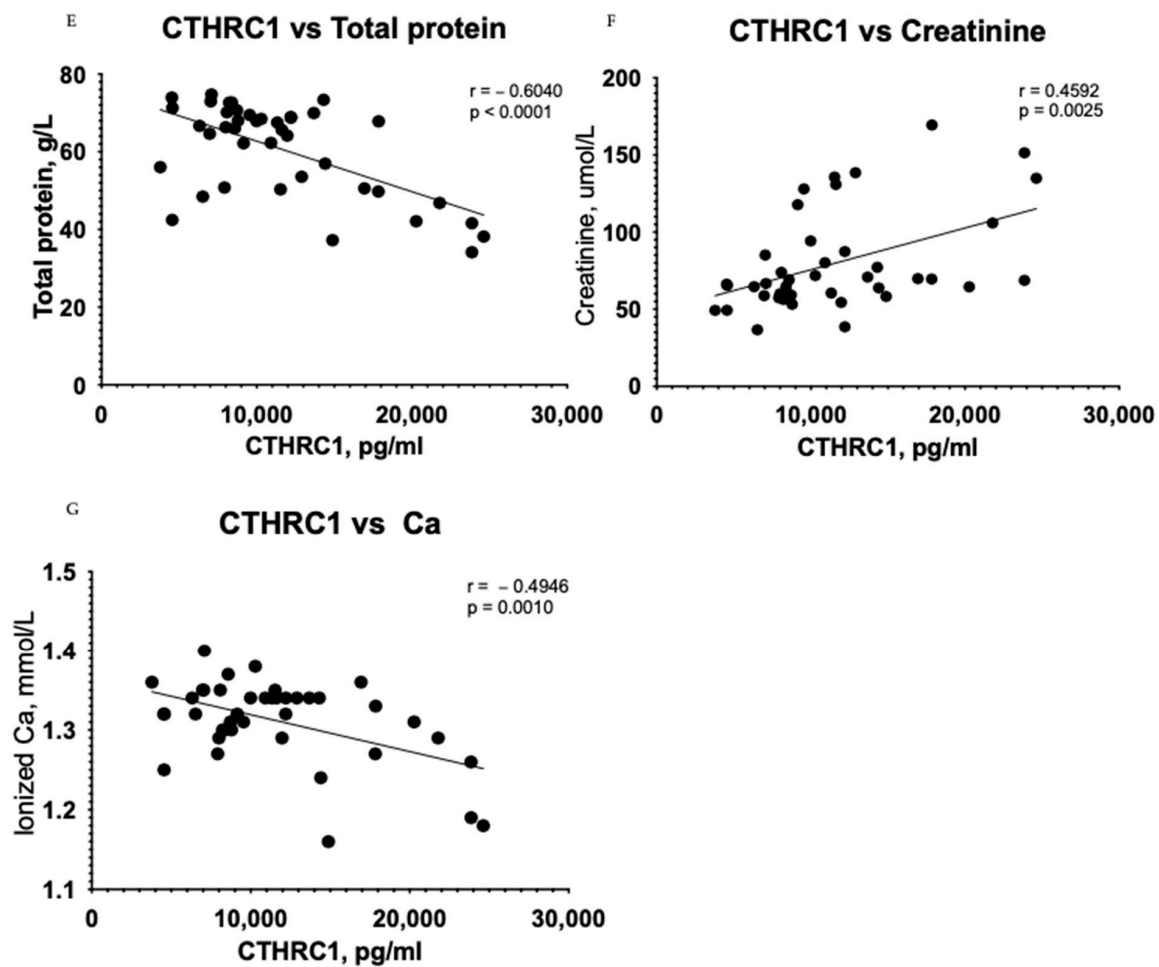 E
CTHRC1 vs Total protein
r = – 0.6040
p < 0.0001
Total protein, g/L
80
60
40
20
0
0 10,000 20,000 30,000
CTHRC1, pg/ml
F
CTHRC1 vs Creatinine
r = 0.4592
p = 0.0025
Creatinine, umol/L
200
150
100
50
0
0 10,000 20,000 30,000
CTHRC1, pg/ml
G
CTHRC1 vs Ca
r = – 0.4946
p = 0.0010
Ionized Ca, mmol/L
1.5
1.4
1.3
1.2
1.1
0 10,000 20,000 30,000
CTHRC1, pg/ml